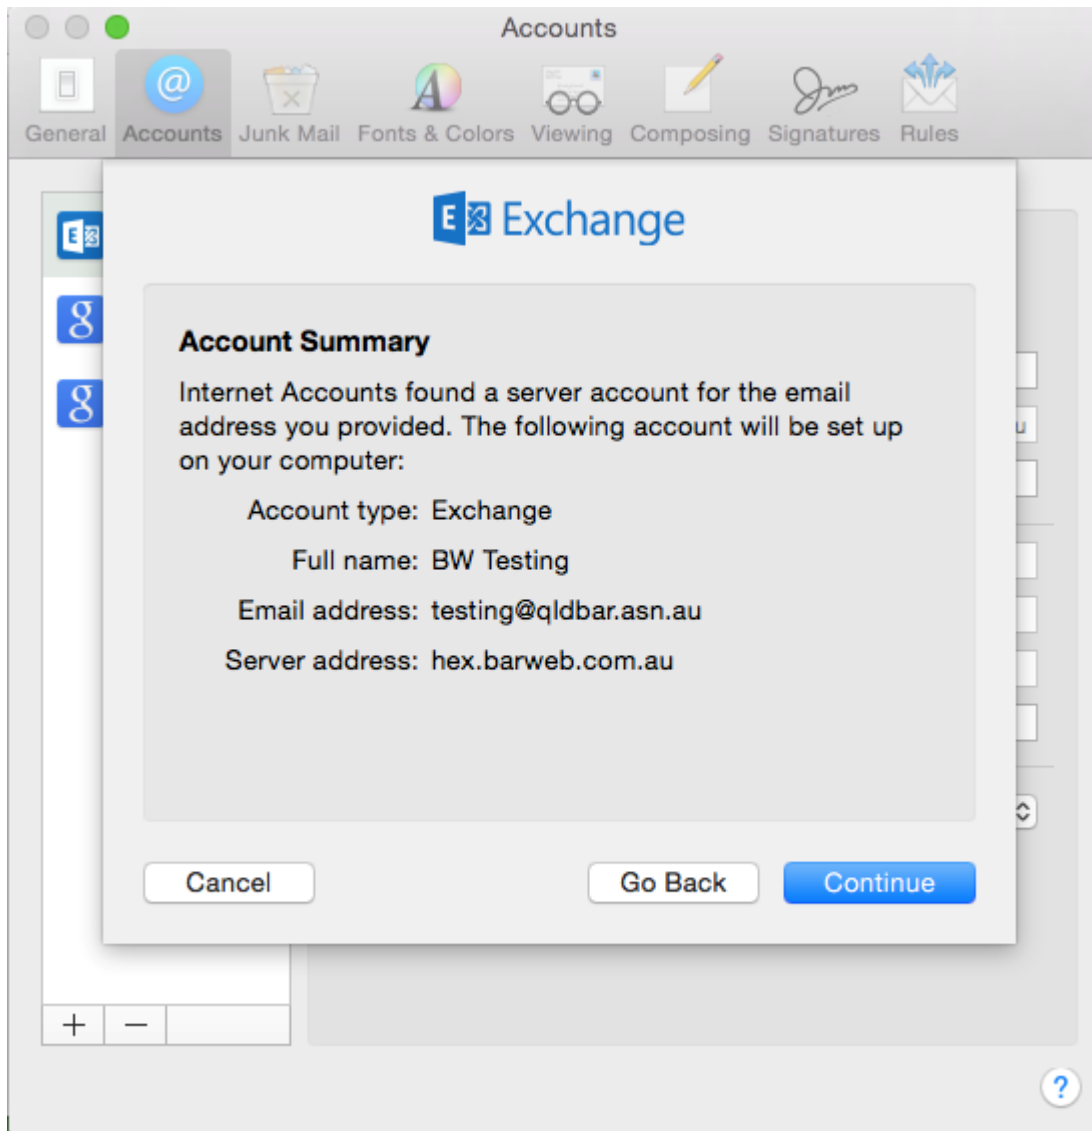 Accounts
@
General Accounts Junk Mail Fonts & Colors Viewing Composing Signatures Rules
E Exchange
E
g
g
Account Summary
Internet Accounts found a server account for the email
address you provided. The following account will be set up
on your computer:
Account type: Exchange
Full name: BW Testing
Email address: testing@qldbar.asn.au
Server address: hex.barweb.com.au
u
Cancel Go Back Continue
+ −
?